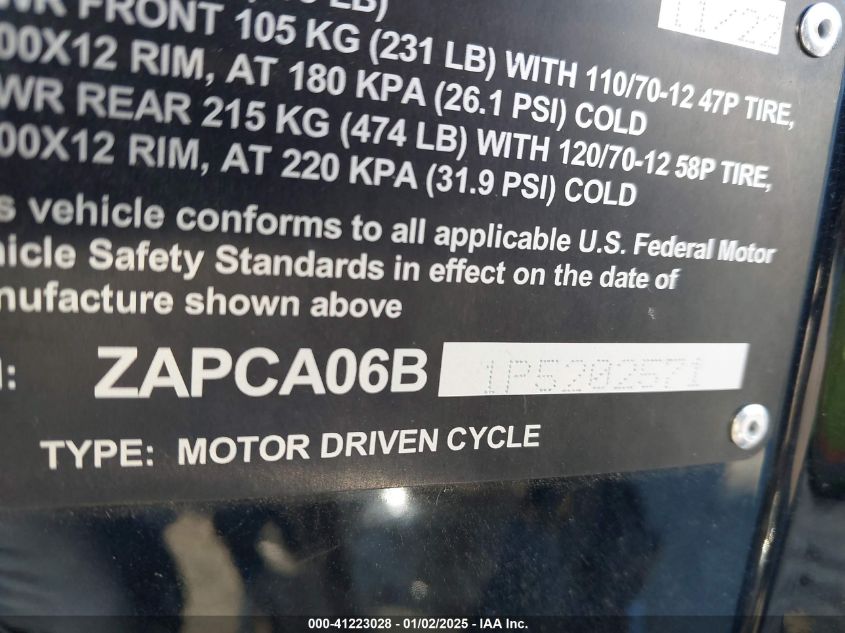 LB)
11/22
WR FRONT 105 KG (231 LB) WITH 110/70-12 47P TIRE,
00X12 RIM, AT 180 KPA (26.1 PSI) COLD
WR REAR 215 KG (474 LB) WITH 120/70-12 58P TIRE,
00X12 RIM, AT 220 KPA (31.9 PSI) COLD
s vehicle conforms to all applicable U.S. Federal Motor
hicle Safety Standards in effect on the date of
nufacture shown above
: ZAPCA06B 1P5202571
TYPE: MOTOR DRIVEN CYCLE
000-41223028 - 01/02/2025 - IAA Inc.